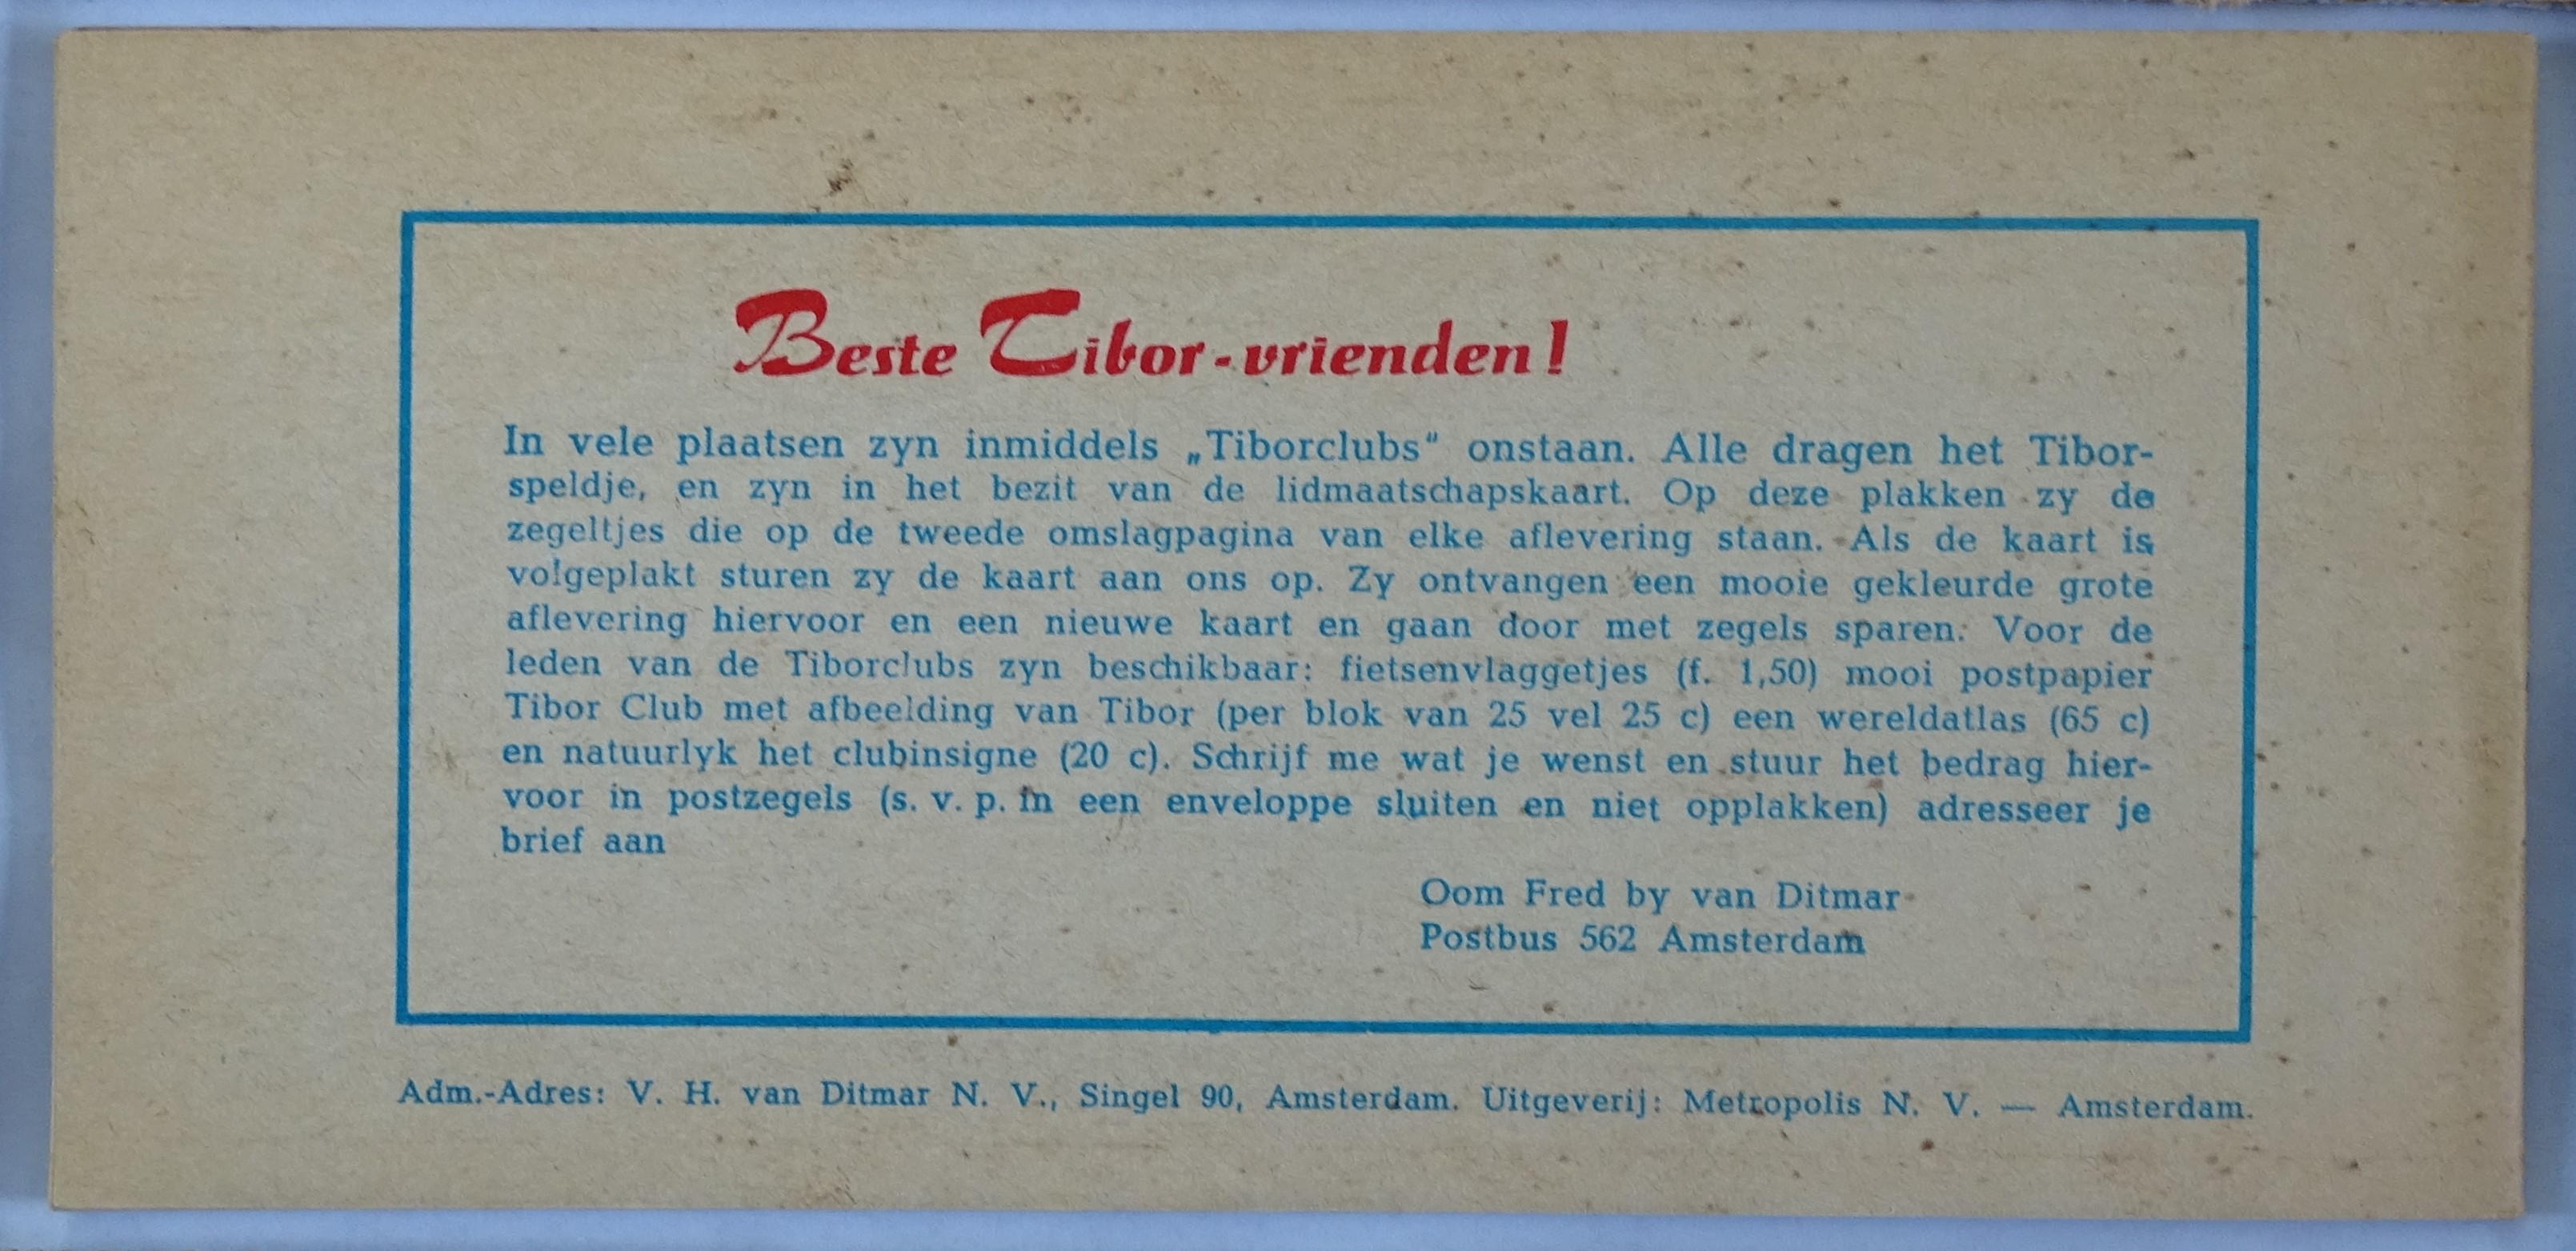 Beste Tibor-vrienden!
In vele plaatsen zyn inmiddels „Tiborclubs“ onstaan. Alle dragen het Tibor-
speldje, en zyn in het bezit van de lidmaatschapskaart. Op deze plakken zy de
zegeltjes die op de tweede omslagpagina van elke aflevering staan. Als de kaart is
volgeplakt sturen zy de kaart aan ons op. Zy ontvangen een mooie gekleurde grote
aflevering hiervoor en een nieuwe kaart en gaan door met zegels sparen. Voor de
leden van de Tiborclubs zyn beschikbaar: fietsenvlaggetjes (f. 1,50) mooi postpapier
Tibor Club met afbeelding van Tibor (per blok van 25 vel 25 c) een wereldatlas (65 c)
en natuurlyk het clubinsigne (20 c). Schrijf me wat je wenst en stuur het bedrag hier-
voor in postzegels (s. v. p. in een enveloppe sluiten en niet opplakken) adresseer je
brief aan
Oom Fred by van Ditmar
Postbus 562 Amsterdam
Adm.-Adres: V. H. van Ditmar N. V., Singel 90, Amsterdam. Uitgeverij: Metropolis N. V. — Amsterdam.